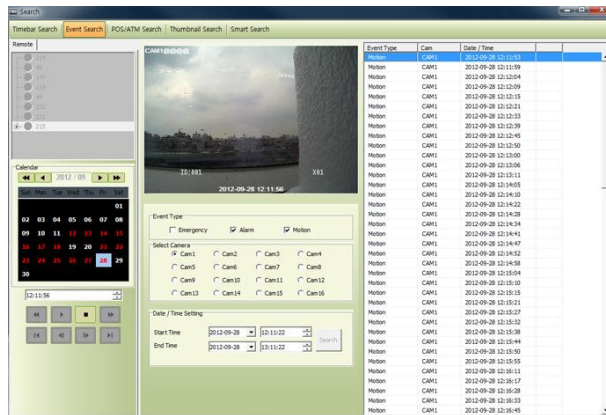 Search
Timebar Search Event Search POS/ATM Search Thumbnail Search Smart Search
Remote
215
Calendar
2012 / 09
Sun Mon Tue Wed Thu Fri Sat
01
02 03 04 05 06 07 08
09 10 11 12 13 14 15
16 17 18 19 20 21 22
23 24 25 26 27 28 29
30
12:11:56
CAM1
ID:001 X01
2012-09-28 12:11:56
Event Type
Emergency Alarm Motion
Select Camera
Cam1 Cam2 Cam3 Cam4
Cam5 Cam6 Cam7 Cam8
Cam9 Cam10 Cam11 Cam12
Cam13 Cam14 Cam15 Cam16
Date / Time Setting
Start Time 2012-09-28 12:11:22
End Time 2012-09-28 13:11:22
Search
Event Type Cam Date / Time
Motion CAM1 2012-09-28 12:11:53
Motion CAM1 2012-09-28 12:11:59
Motion CAM1 2012-09-28 12:12:04
Motion CAM1 2012-09-28 12:12:09
Motion CAM1 2012-09-28 12:12:15
Motion CAM1 2012-09-28 12:12:21
Motion CAM1 2012-09-28 12:12:33
Motion CAM1 2012-09-28 12:12:39
Motion CAM1 2012-09-28 12:12:45
Motion CAM1 2012-09-28 12:12:50
Motion CAM1 2012-09-28 12:13:00
Motion CAM1 2012-09-28 12:13:06
Motion CAM1 2012-09-28 12:13:11
Motion CAM1 2012-09-28 12:14:05
Motion CAM1 2012-09-28 12:14:10
Motion CAM1 2012-09-28 12:14:22
Motion CAM1 2012-09-28 12:14:28
Motion CAM1 2012-09-28 12:14:34
Motion CAM1 2012-09-28 12:14:41
Motion CAM1 2012-09-28 12:14:47
Motion CAM1 2012-09-28 12:14:52
Motion CAM1 2012-09-28 12:14:58
Motion CAM1 2012-09-28 12:15:04
Motion CAM1 2012-09-28 12:15:10
Motion CAM1 2012-09-28 12:15:15
Motion CAM1 2012-09-28 12:15:21
Motion CAM1 2012-09-28 12:15:27
Motion CAM1 2012-09-28 12:15:32
Motion CAM1 2012-09-28 12:15:38
Motion CAM1 2012-09-28 12:15:44
Motion CAM1 2012-09-28 12:15:50
Motion CAM1 2012-09-28 12:15:55
Motion CAM1 2012-09-28 12:16:11
Motion CAM1 2012-09-28 12:16:17
Motion CAM1 2012-09-28 12:16:28
Motion CAM1 2012-09-28 12:16:33
Motion CAM1 2012-09-28 12:16:45